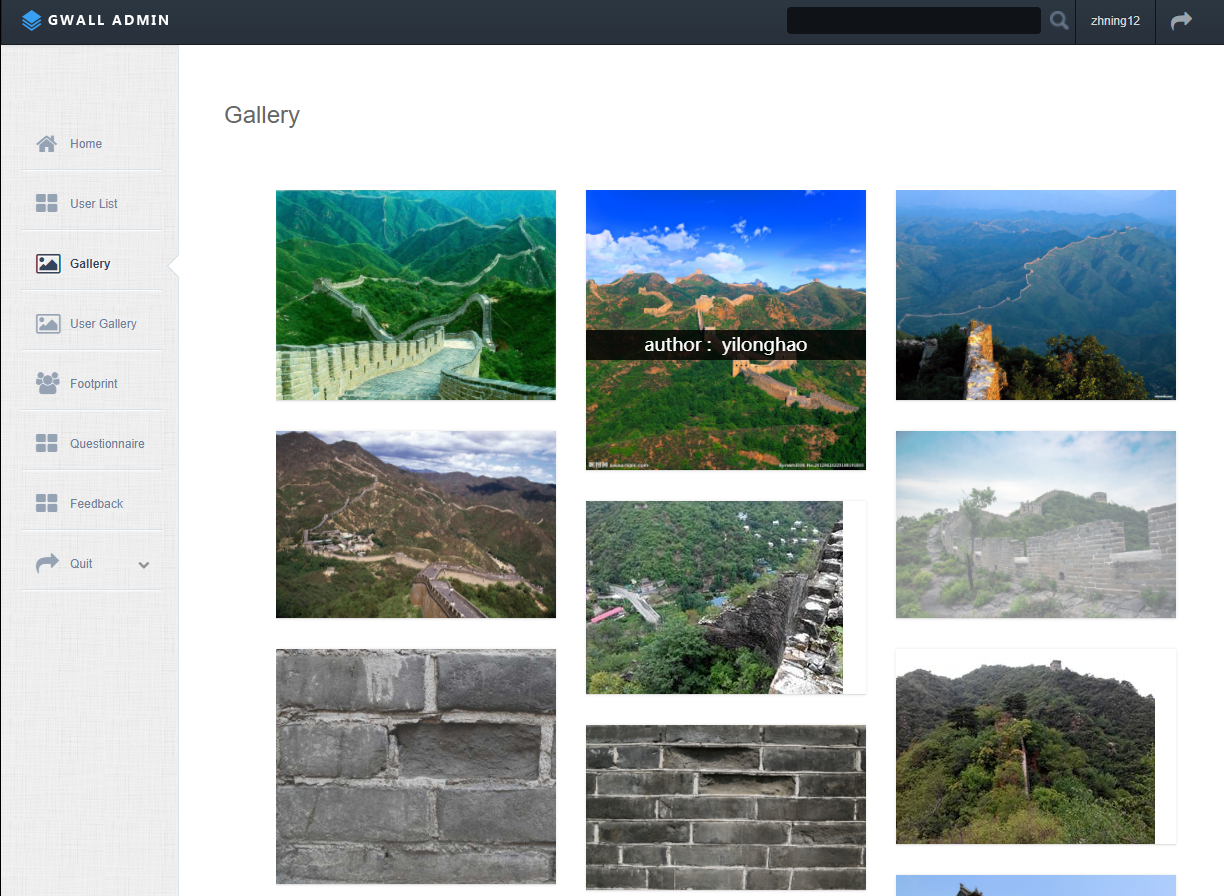 GWALL ADMIN
zhning12
Gallery
Home
User List
Gallery
User Gallery
Footprint
Questionnaire
Feedback
Quit
author : yilonghao